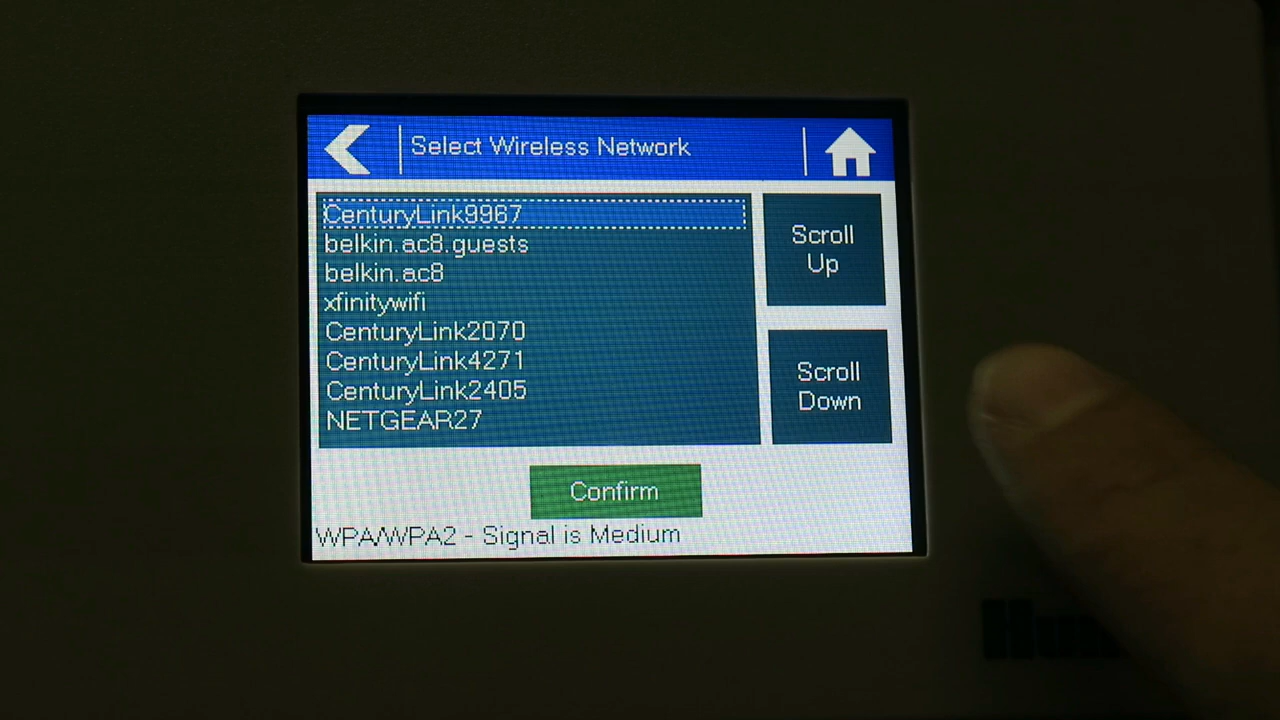 Select Wireless Network
CenturyLink9967
belkin.ac8.guests
belkin.ac8
xfinitywifi
CenturyLink2070
CenturyLink4271
CenturyLink2405
NETGEAR27
Scroll
Up
Scroll
Down
Confirm
WPA/WPA2 - Signal is Medium